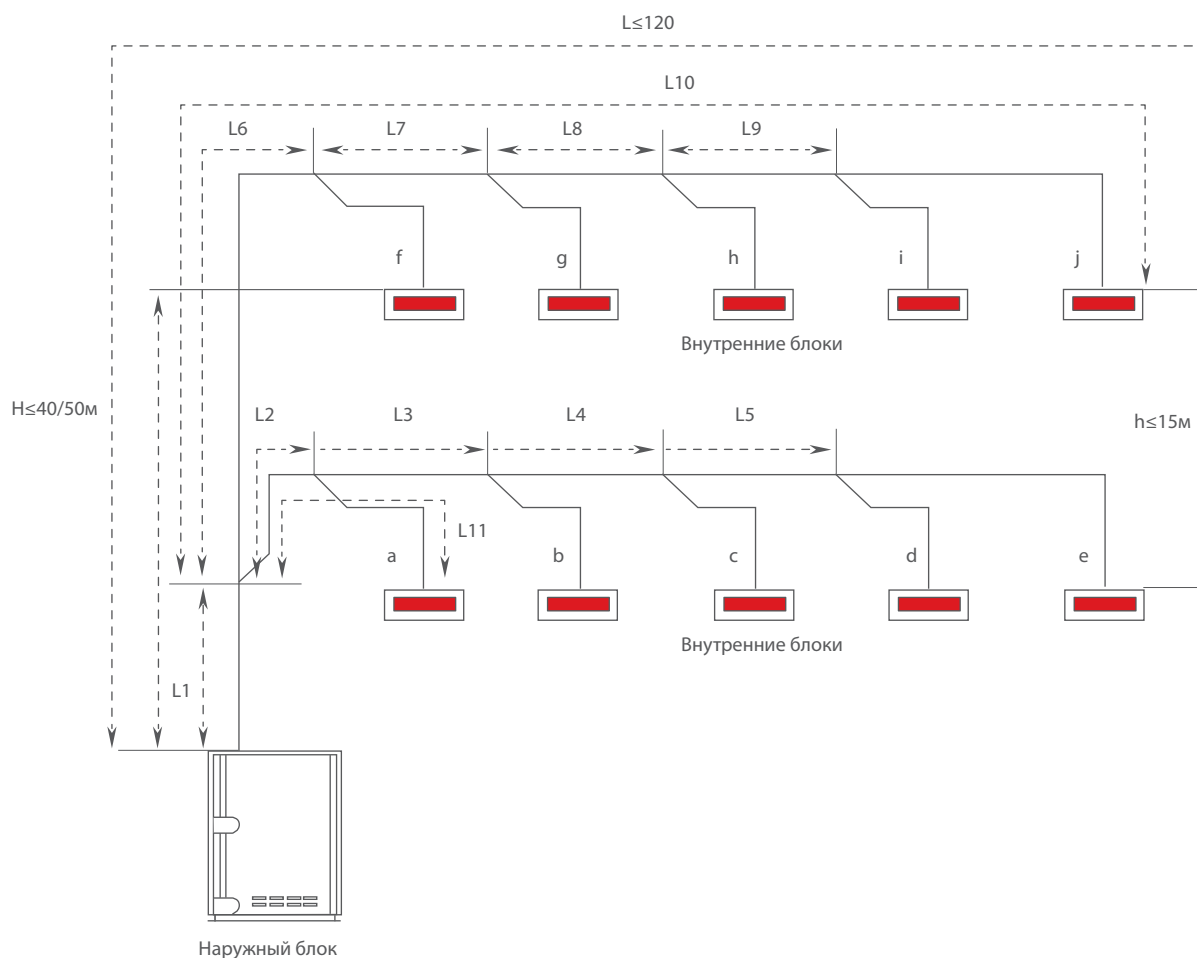 L≤120
L10
L6
L7
L8
L9
f
g
h
i
j
Внутренние блоки
H≤40/50м
h≤15м
L2
L3
L4
L5
L11
a
b
c
d
e
Внутренние блоки
L1
Наружный блок